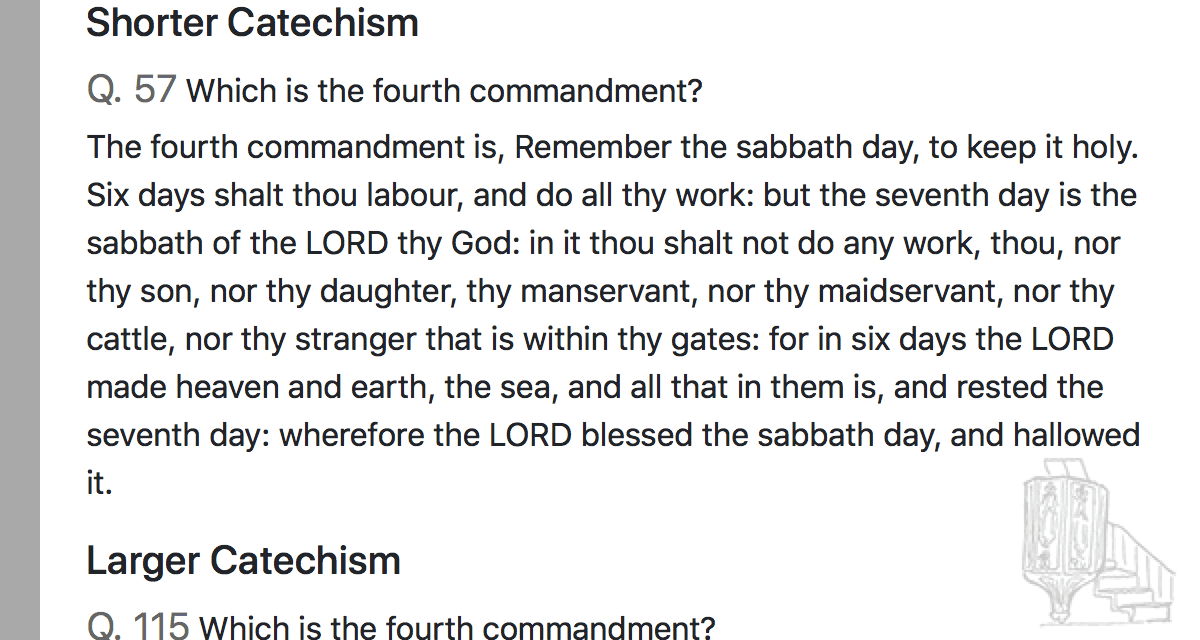 Shorter Catechism
Q. 57 Which is the fourth commandment?
The fourth commandment is, Remember the sabbath day, to keep it holy.
Six days shalt thou labour, and do all thy work: but the seventh day is the
sabbath of the LORD thy God: in it thou shalt not do any work, thou, nor
thy son, nor thy daughter, thy manservant, nor thy maidservant, nor thy
cattle, nor thy stranger that is within thy gates: for in six days the LORD
made heaven and earth, the sea, and all that in them is, and rested the
seventh day: wherefore the LORD blessed the sabbath day, and hallowed
it.
Larger Catechism
Q. 115 Which is the fourth commandment?